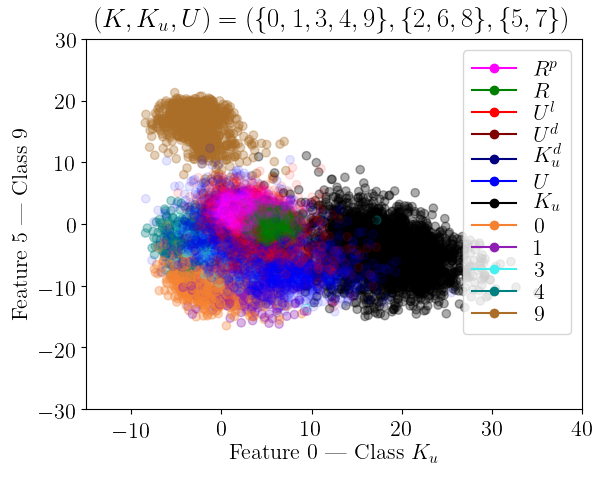 (K, K_u, U) = ({0, 1, 3, 4, 9}, {2, 6, 8}, {5, 7})
30
20
10
0
−10
−20
−30
Feature 5 — Class 9
R^p
R
U^l
U^d
K_u^d
U
K_u
0
1
3
4
9
−10
0
10
20
30
40
Feature 0 — Class K_u